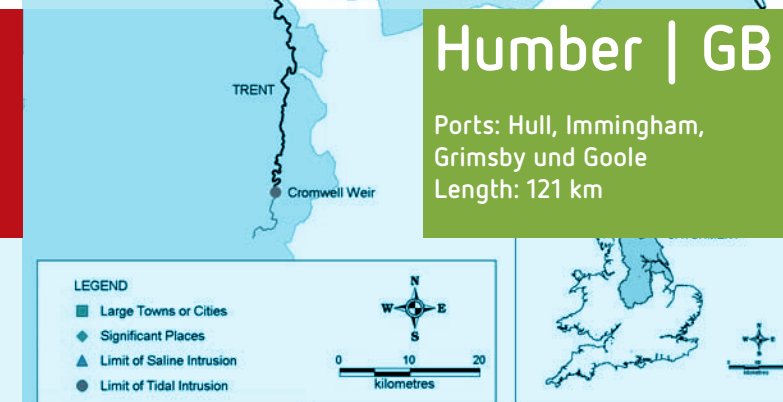 Humber | GB
Ports: Hull, Immingham,
Grimsby und Goole
Length: 121 km
TRENT
Cromwell Weir
LEGEND
Large Towns or Cities
Significant Places
Limit of Saline Intrusion
Limit of Tidal Intrusion
N
W E
S
0 10 20
kilometres